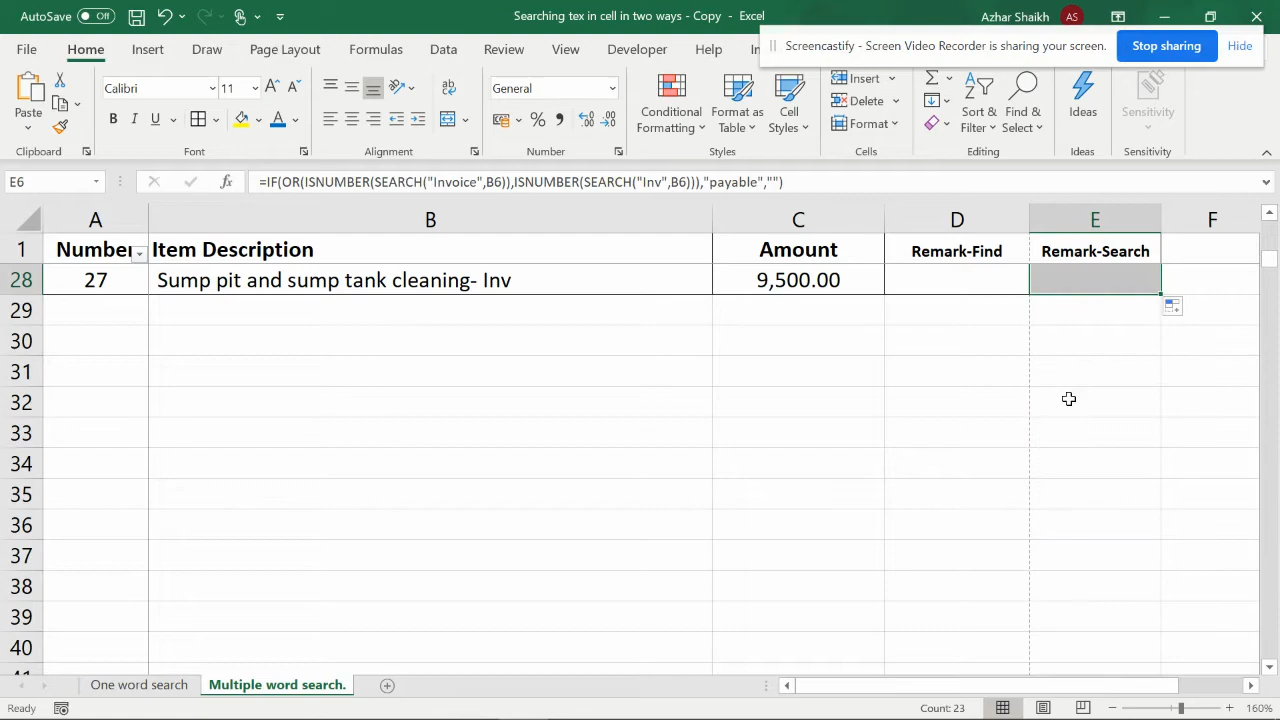 AutoSave Off Searching tex in cell in two ways - Copy - Excel Azhar Shaikh AS
Screencastify - Screen Video Recorder is sharing your screen. Stop sharing Hide
File Home Insert Draw Page Layout Formulas Data Review View Developer Help
Paste
Calibri 11
B I U
General
Conditional Formatting
Format as Table
Cell Styles
Insert
Delete
Format
Sort & Filter
Find & Select
Ideas
Sensitivity
Clipboard Font Alignment Number Styles Cells Editing Ideas Sensitivity
E6 fx =IF(OR(ISNUMBER(SEARCH("Invoice",B6)),ISNUMBER(SEARCH("Inv",B6))),"payable","")
A B C D E F
1 Number Item Description Amount Remark-Find Remark-Search
28 27 Sump pit and sump tank cleaning- Inv 9,500.00
29
30
31
32
33
34
35
36
37
38
39
40
One word search Multiple word search.
Ready Count: 23 160%